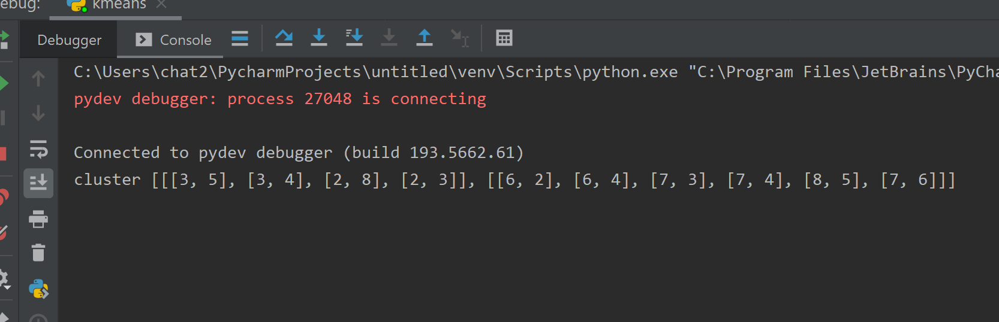 ebug: kmeans
Debugger Console
C:\Users\chat2\PycharmProjects\untitled\venv\Scripts\python.exe "C:\Program Files\JetBrains\PyCha
pydev debugger: process 27048 is connecting
Connected to pydev debugger (build 193.5662.61)
cluster [[[3, 5], [3, 4], [2, 8], [2, 3]], [[6, 2], [6, 4], [7, 3], [7, 4], [8, 5], [7, 6]]]